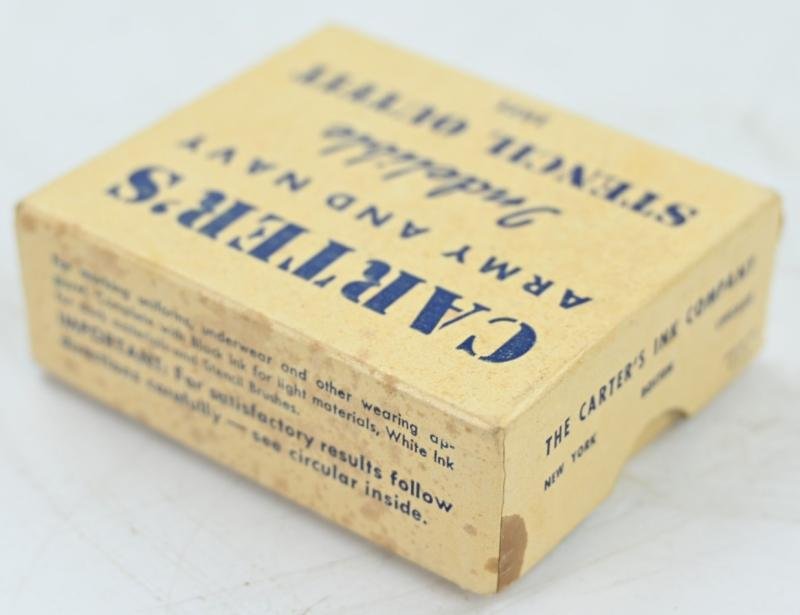 CARTER'S
ARMY AND NAVY
Indelible
STENCIL OUTFIT
For marking uniforms, underwear and other wearing ap-
parel. Complete with Black Ink for light materials, White Ink
for dark materials and Stencil Brushes.
IMPORTANT: For satisfactory results follow
directions carefully — see circular inside.
THE CARTER'S INK COMPANY
NEW YORK BOSTON CHICAGO